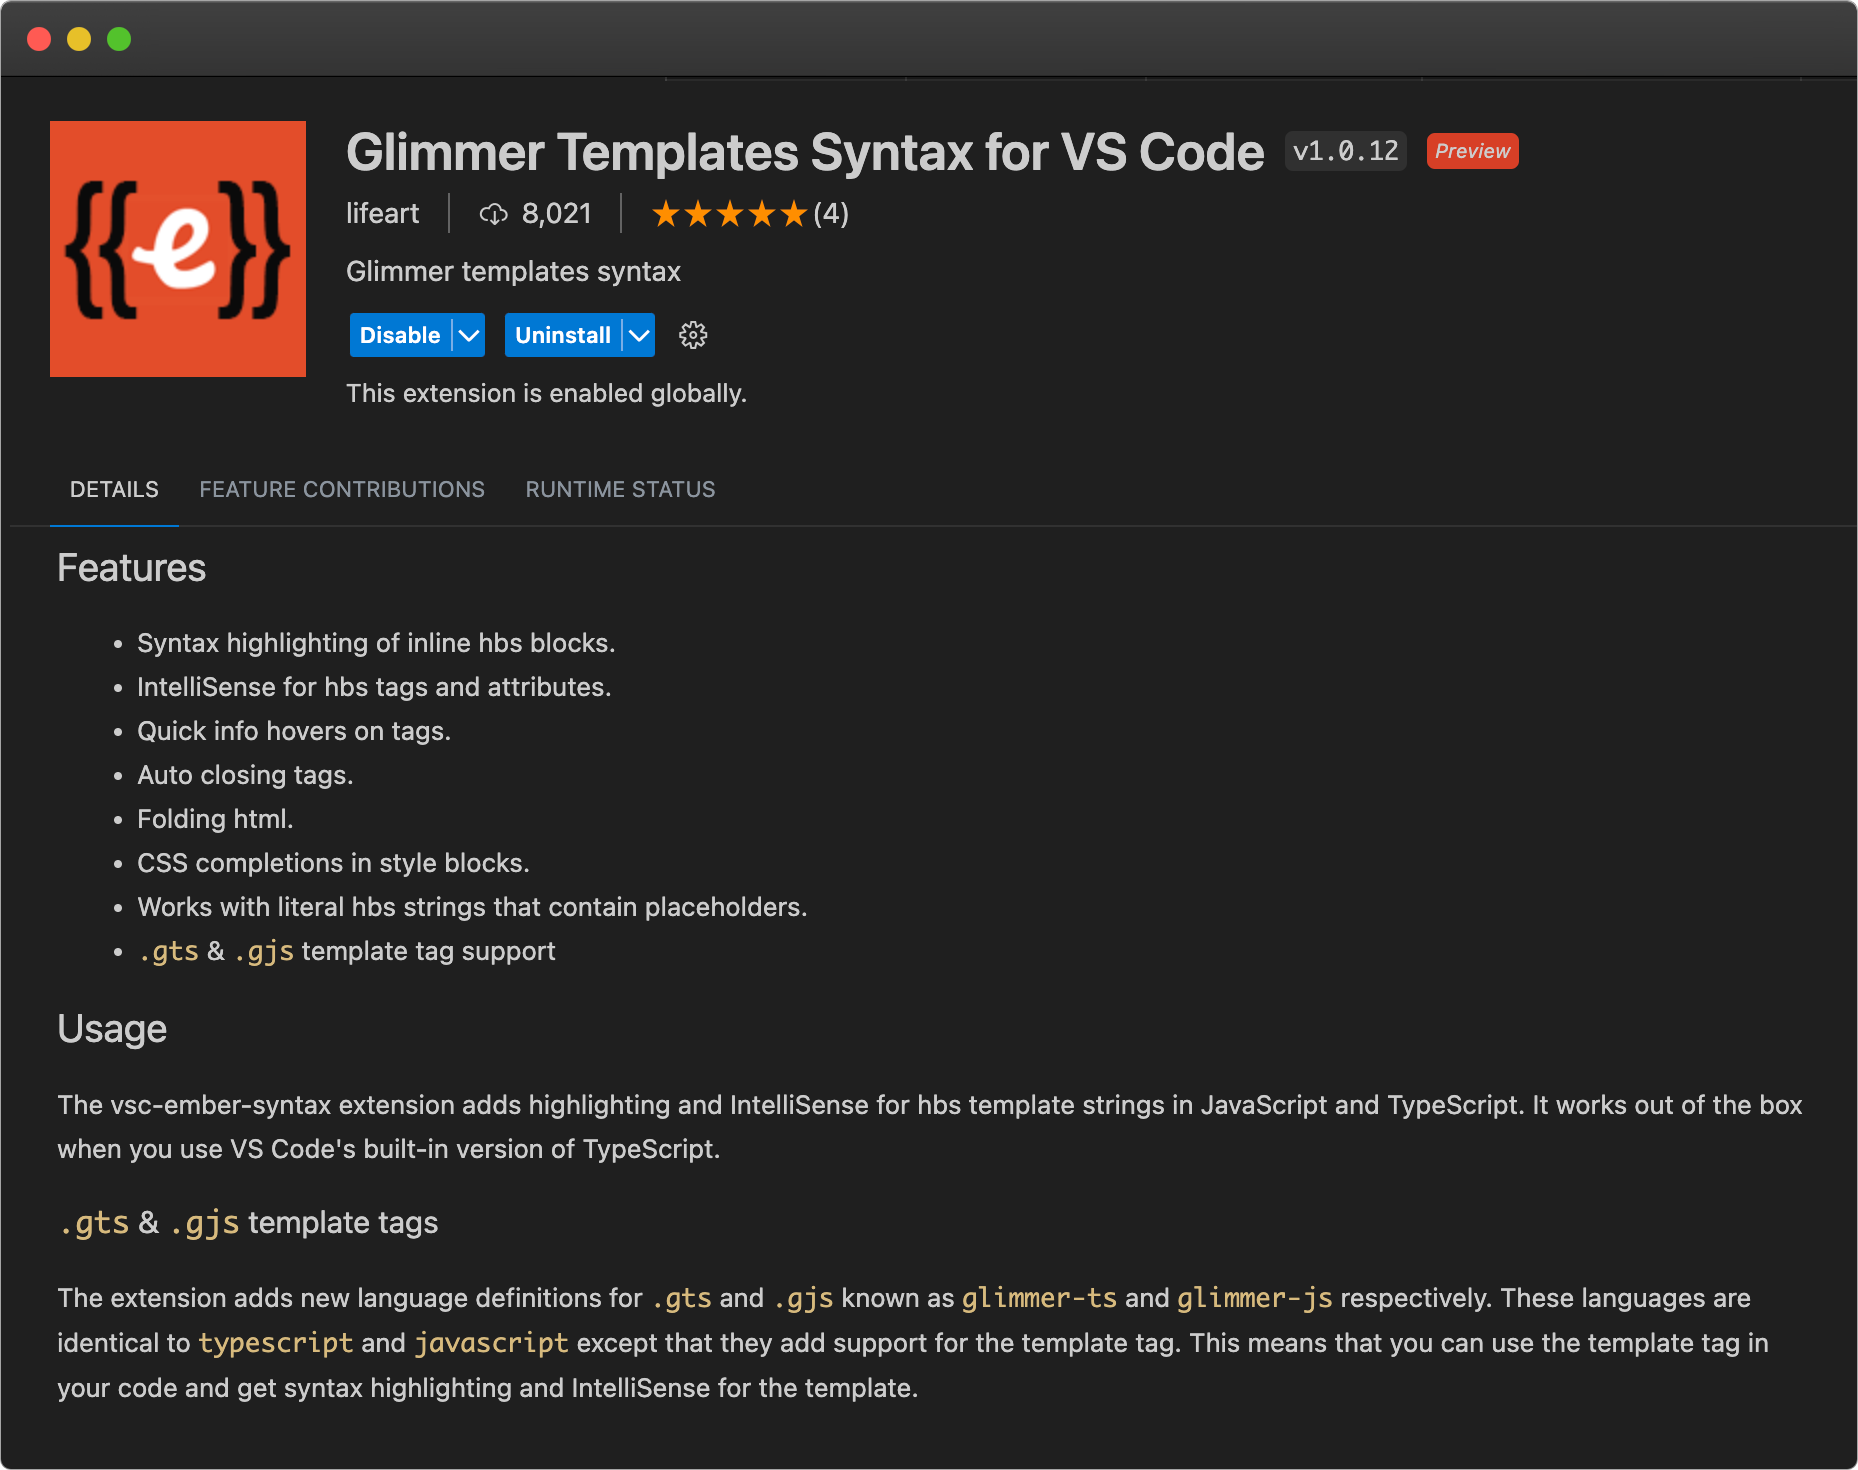 {{e}}
Glimmer Templates Syntax for VS Code v1.0.12 Preview
lifeart 8,021 ★★★★★ (4)
Glimmer templates syntax
Disable Uninstall
This extension is enabled globally.
DETAILS FEATURE CONTRIBUTIONS RUNTIME STATUS
Features
• Syntax highlighting of inline hbs blocks.
• IntelliSense for hbs tags and attributes.
• Quick info hovers on tags.
• Auto closing tags.
• Folding html.
• CSS completions in style blocks.
• Works with literal hbs strings that contain placeholders.
• .gts & .gjs template tag support
Usage
The vsc-ember-syntax extension adds highlighting and IntelliSense for hbs template strings in JavaScript and TypeScript. It works out of the box
when you use VS Code's built-in version of TypeScript.
.gts & .gjs template tags
The extension adds new language definitions for .gts and .gjs known as glimmer-ts and glimmer-js respectively. These languages are
identical to typescript and javascript except that they add support for the template tag. This means that you can use the template tag in
your code and get syntax highlighting and IntelliSense for the template.